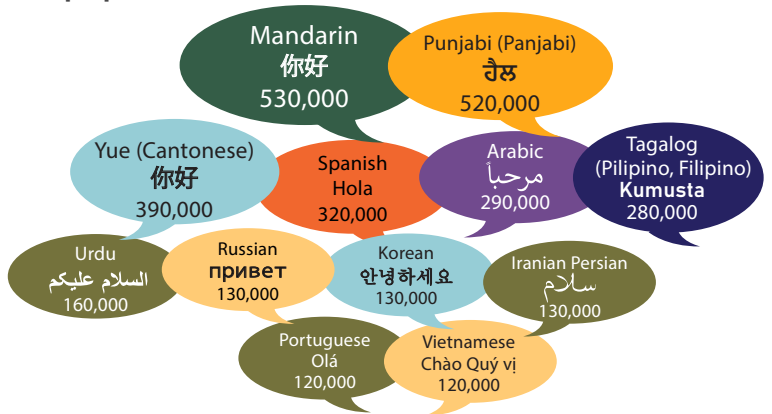 Mandarin
你好
530,000
Punjabi (Panjabi)
ਹੈਲ
520,000
Yue (Cantonese)
你好
390,000
Spanish
Hola
320,000
Arabic
مرحباً
290,000
Tagalog
(Pilipino, Filipino)
Kumusta
280,000
Urdu
السلام عليكم
160,000
Russian
привет
130,000
Korean
안녕하세요
130,000
Iranian Persian
سلام
130,000
Portuguese
Olá
120,000
Vietnamese
Chào Quý vị
120,000